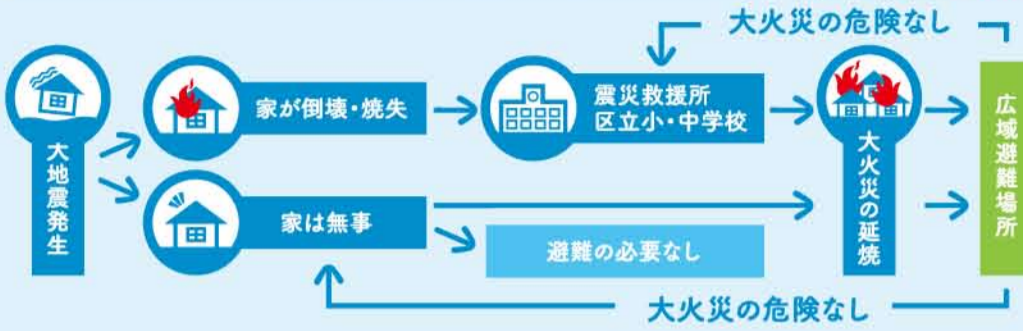 大火災の危険なし
大地震発生
家が倒壊・焼失
震災救援所
区立小・中学校
大火災の延焼
広域避難場所
家は無事
避難の必要なし
大火災の危険なし